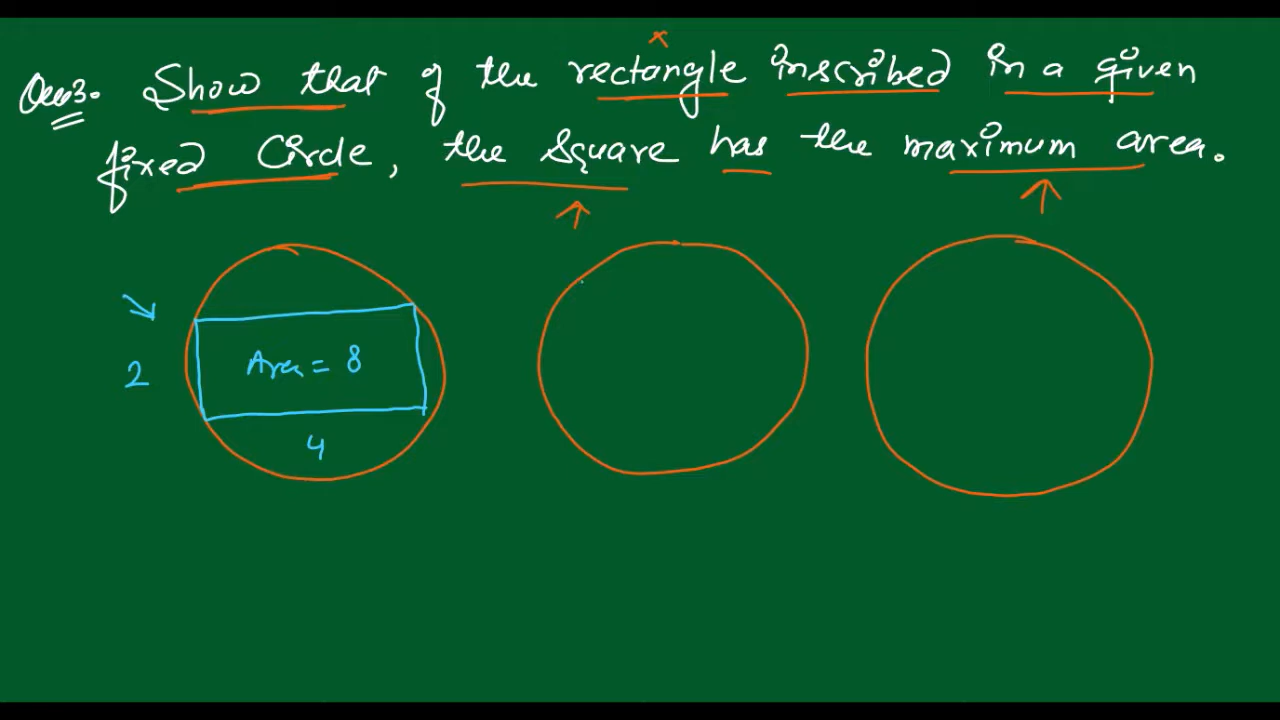 Ques3. Show that of the rectangle inscribed in a given
fixed Circle, the square has the maximum area.
2
Area = 8
4